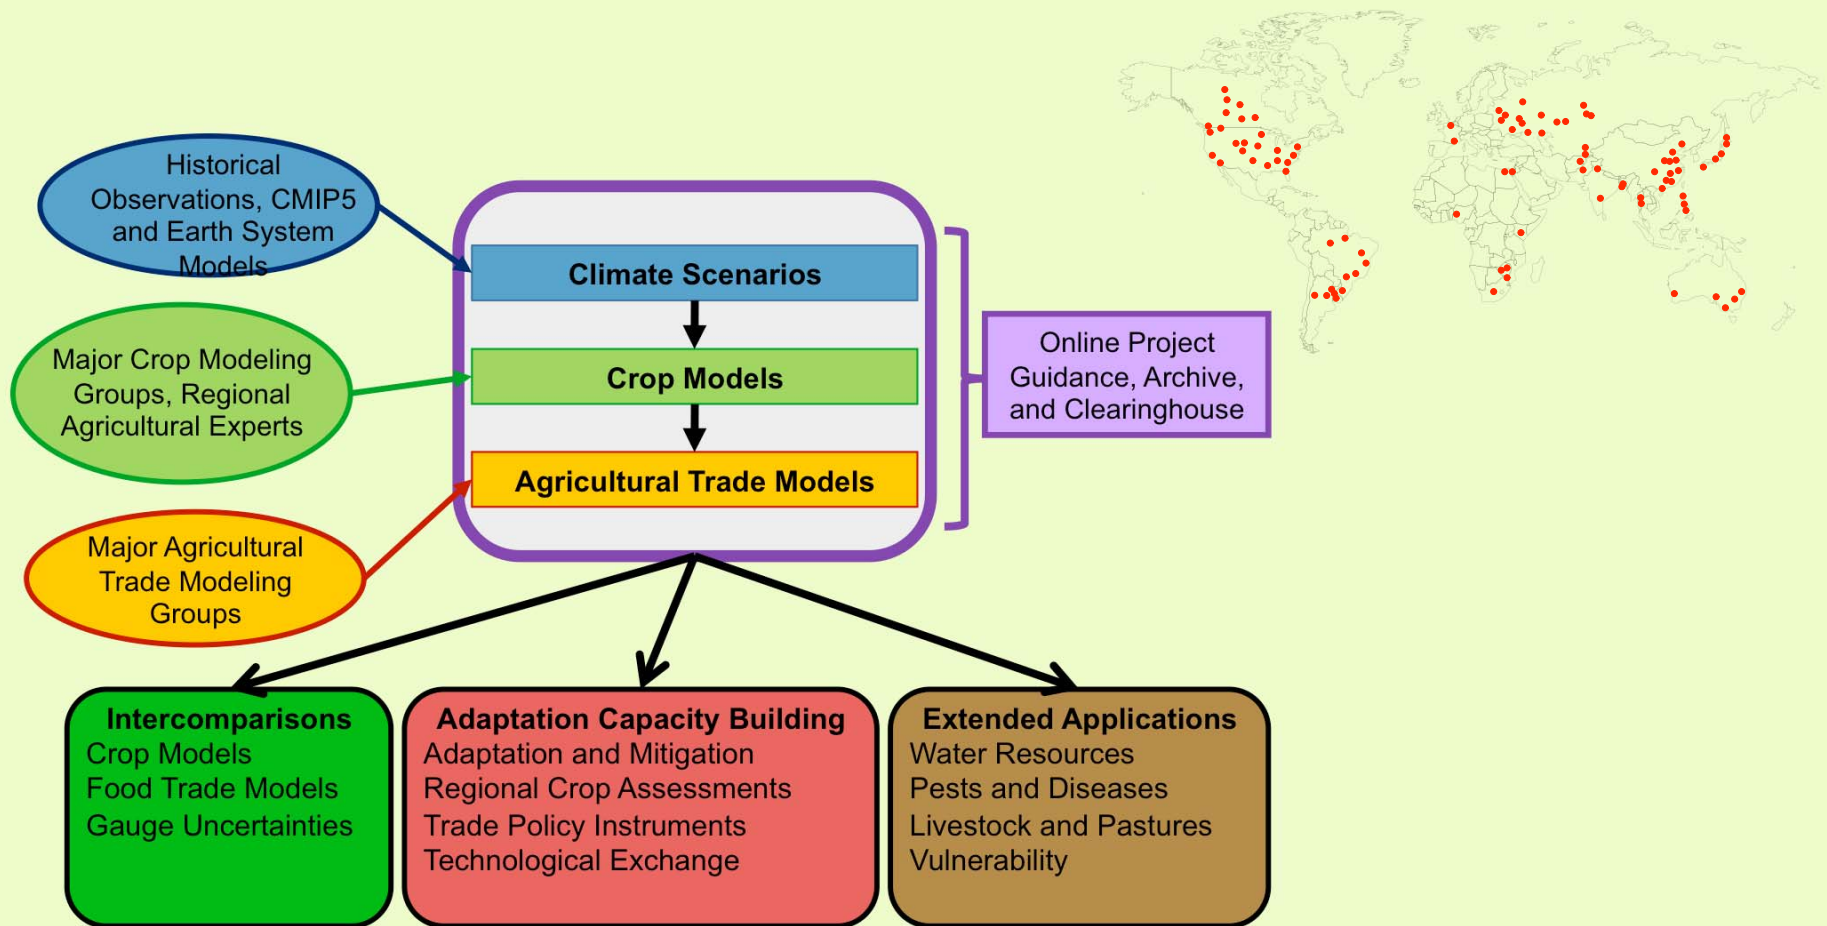 Historical
Observations, CMIP5
and Earth System
Models
Major Crop Modeling
Groups, Regional
Agricultural Experts
Major Agricultural
Trade Modeling
Groups
Climate Scenarios
Crop Models
Agricultural Trade Models
Online Project
Guidance, Archive,
and Clearinghouse
Intercomparisons
Crop Models
Food Trade Models
Gauge Uncertainties
Adaptation Capacity Building
Adaptation and Mitigation
Regional Crop Assessments
Trade Policy Instruments
Technological Exchange
Extended Applications
Water Resources
Pests and Diseases
Livestock and Pastures
Vulnerability